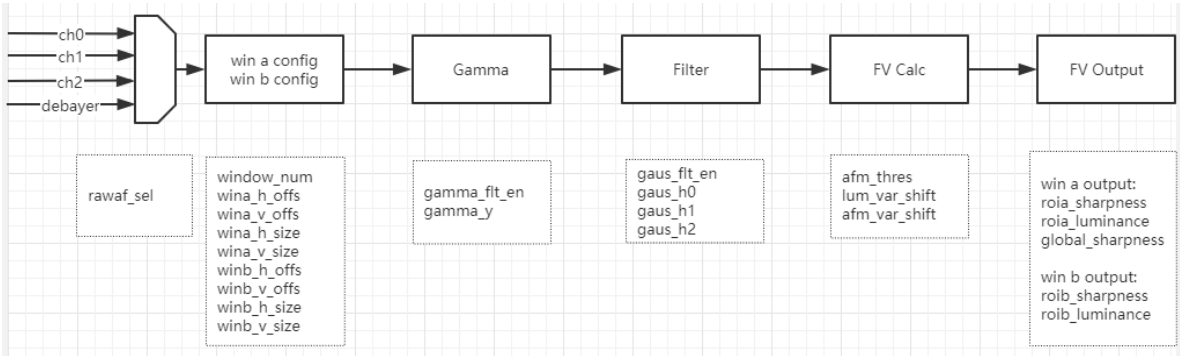 ch0
ch1
ch2
debayer
win a config
win b config
Gamma
Filter
FV Calc
FV Output
rawaf_sel
window_num
wina_h_offs
wina_v_offs
wina_h_size
wina_v_size
winb_h_offs
winb_v_offs
winb_h_size
winb_v_size
gamma_flt_en
gamma_y
gaus_flt_en
gaus_h0
gaus_h1
gaus_h2
afm_thres
lum_var_shift
afm_var_shift
win a output:
roia_sharpness
roia_luminance
global_sharpness
win b output:
roib_sharpness
roib_luminance